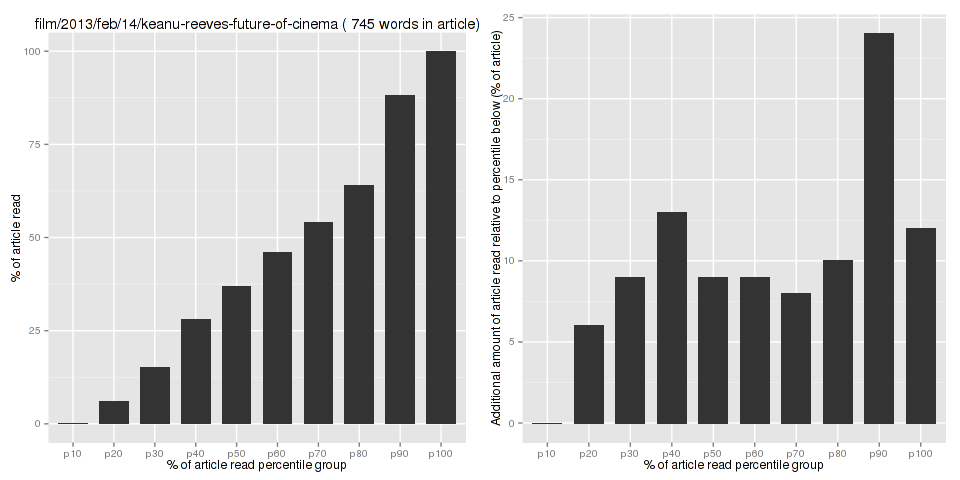 film/2013/feb/14/keanu-reeves-future-of-cinema ( 745 words in article)
% of article read
100
75
50
25
0
p10 p20 p30 p40 p50 p60 p70 p80 p90 p100
% of article read percentile group
Additional amount of article read relative to percentile below (% of article)
25
20
15
10
5
0
p10 p20 p30 p40 p50 p60 p70 p80 p90 p100
% of article read percentile group